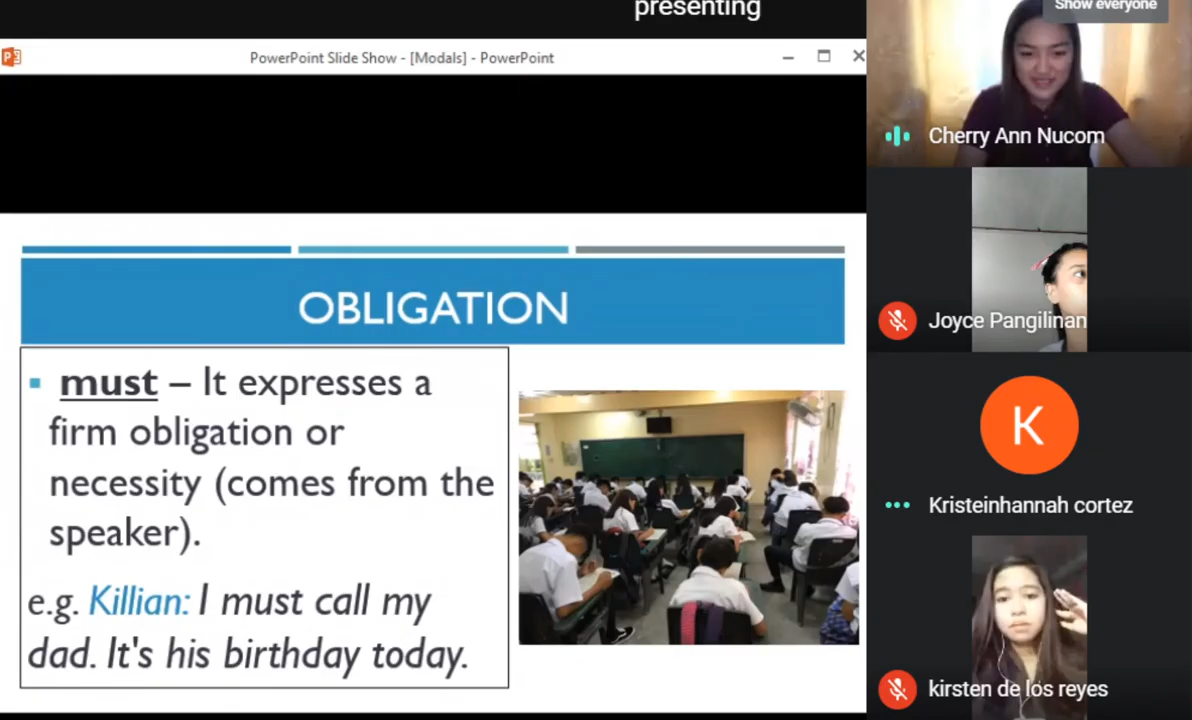 presenting
Show everyone
PowerPoint Slide Show - [Modals] - PowerPoint
Cherry Ann Nucom
Joyce Pangilinan
K
Kristeinhannah cortez
kirsten de los reyes
OBLIGATION
▪ must – It expresses a
firm obligation or
necessity (comes from the
speaker).
e.g. Killian: I must call my
dad. It's his birthday today.